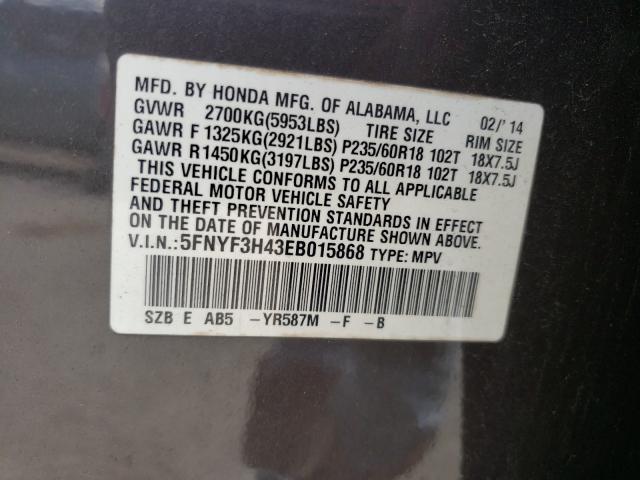 MFD. BY HONDA MFG. OF ALABAMA, LLC 02/'14
GVWR 2700KG(5953LBS) TIRE SIZE RIM SIZE
GAWR F 1325KG(2921LBS) P235/60R18 102T 18X7.5J
GAWR R1450KG(3197LBS) P235/60R18 102T 18X7.5J
THIS VEHICLE CONFORMS TO ALL APPLICABLE
FEDERAL MOTOR VEHICLE SAFETY
AND THEFT PREVENTION STANDARDS IN EFFECT
ON THE DATE OF MANUFACTURE SHOWN ABOVE.
V.I.N.:5FNYF3H43EB015868 TYPE: MPV
SZB E AB5 -YR587M -F -B